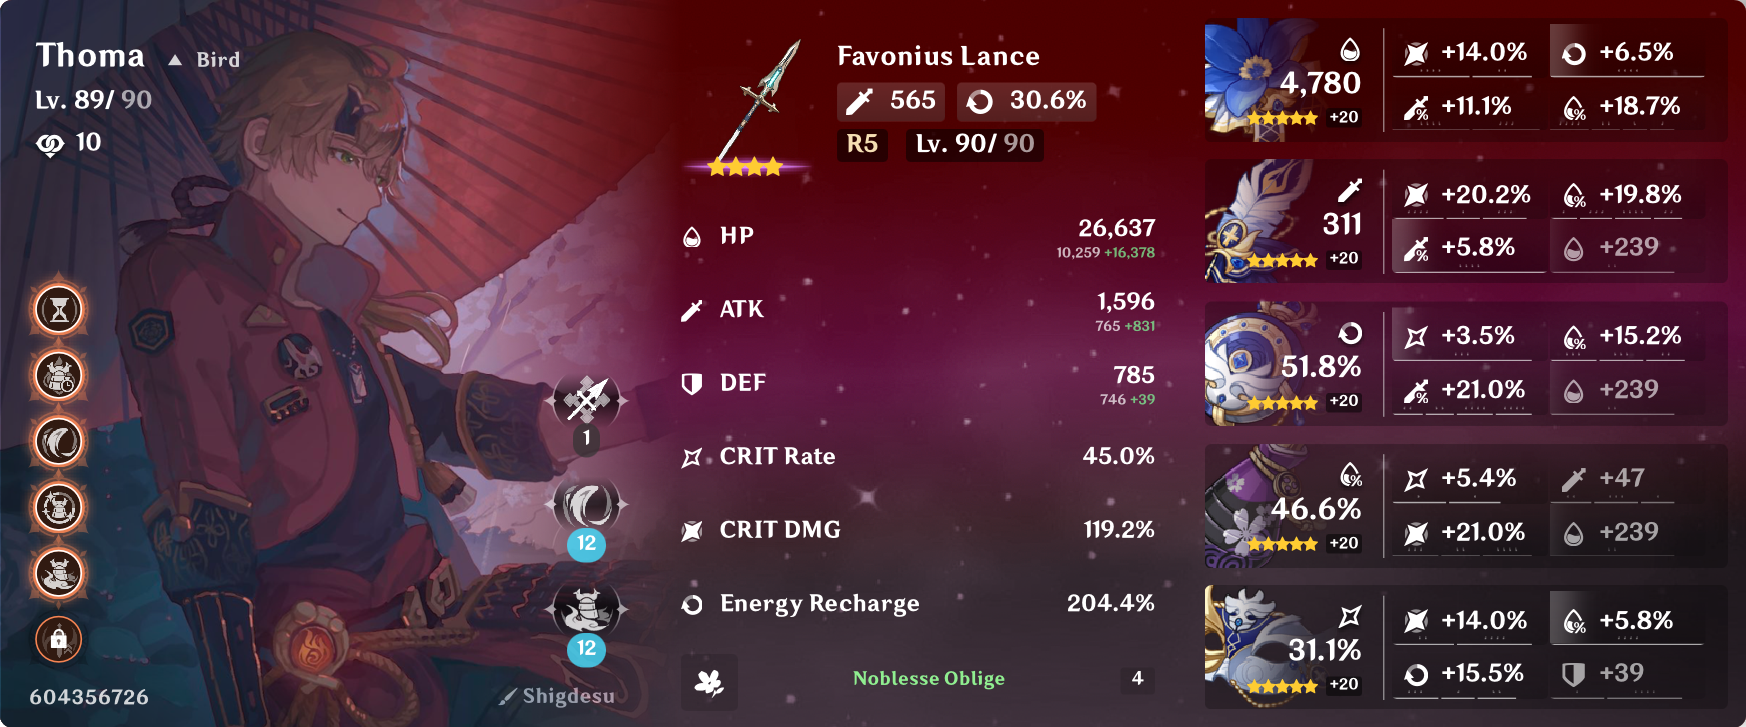 Thoma ▲ Bird
Lv. 89/ 90
10
1
12
12
604356726
Shigdesu
Favonius Lance
565 30.6%
R5 Lv. 90/ 90
HP 26,637
10,259 +16,378
ATK 1,596
765 +831
DEF 785
746 +39
CRIT Rate 45.0%
CRIT DMG 119.2%
Energy Recharge 204.4%
Noblesse Oblige 4
4,780
+20
+14.0% +6.5%
+11.1% % +18.7%
311
+20
+20.2% % +19.8%
% +5.8% +239
51.8%
+20
+3.5% % +15.2%
% +21.0% +239
% 46.6%
+20
+5.4% +47
+21.0% +239
31.1%
+20
+14.0% % +5.8%
+15.5% +39